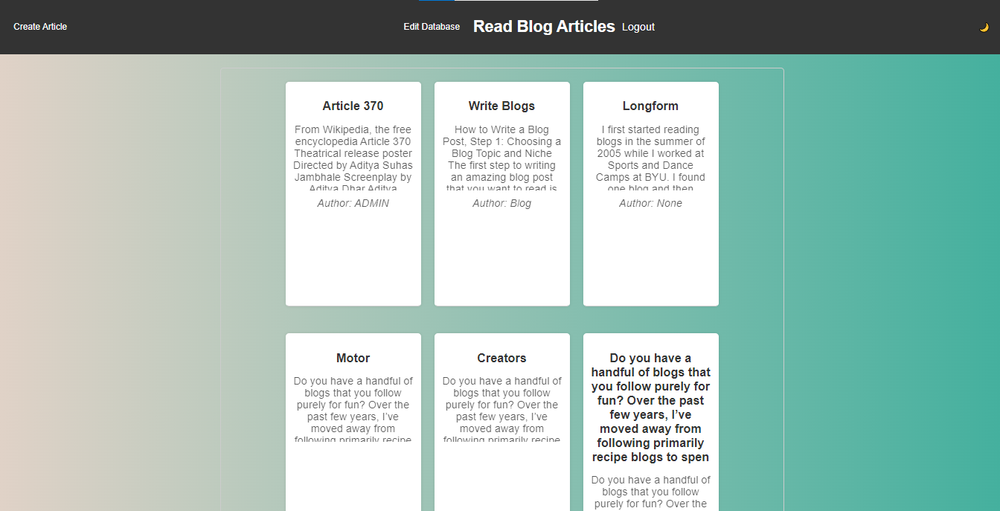 Create Article
Edit Database
Read Blog Articles
Logout
Article 370
From Wikipedia, the free
encyclopedia Article 370
Theatrical release poster
Directed by Aditya Suhas
Jambhale Screenplay by
Aditya Dhar Aditya
Author: ADMIN
Write Blogs
How to Write a Blog
Post, Step 1: Choosing a
Blog Topic and Niche
The first step to writing
an amazing blog post
that you want to read is
Author: Blog
Longform
I first started reading
blogs in the summer of
2005 while I worked at
Sports and Dance
Camps at BYU. I found
one blog and then
Author: None
Motor
Do you have a handful of
blogs that you follow
purely for fun? Over the
past few years, I’ve
moved away from
following primarily recipe
Creators
Do you have a handful of
blogs that you follow
purely for fun? Over the
past few years, I’ve
moved away from
following primarily recipe
Do you have a
handful of blogs that
you follow purely for
fun? Over the past
few years, I’ve
moved away from
following primarily
recipe blogs to spen
Do you have a handful of
blogs that you follow
purely for fun? Over the